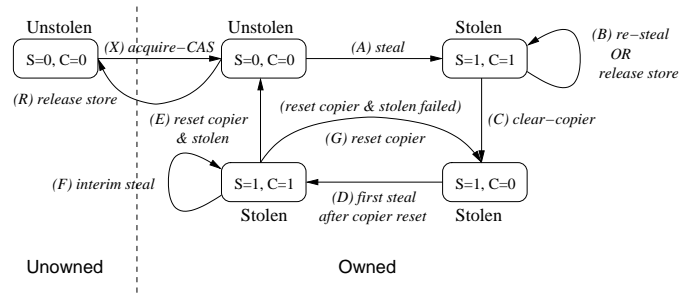 Unstolen
Unstolen
Stolen
S=0, C=0
(X) acquire−CAS
S=0, C=0
(A) steal
S=1, C=1
(B) re−steal
OR
release store
(R) release store
(E) reset copier
& stolen
(reset copier & stolen failed)
(G) reset copier
(C) clear−copier
(F) interim steal
S=1, C=1
(D) first steal
after copier reset
S=1, C=0
Stolen
Stolen
Unowned
Owned